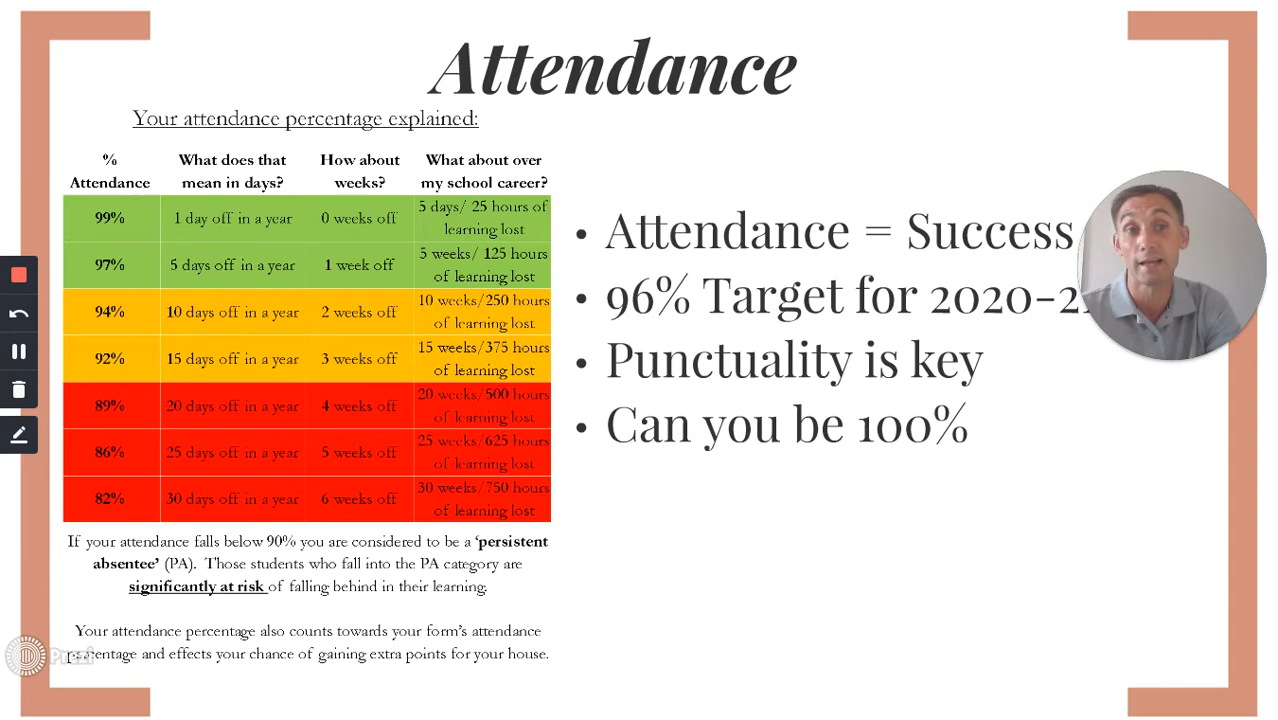 Attendance
Your attendance percentage explained:
% Attendance What does that mean in days? How about weeks? What about over my school career?
99% 1 day off in a year 0 weeks off 5 days/ 25 hours of learning lost
97% 5 days off in a year 1 week off 5 weeks/ 125 hours of learning lost
94% 10 days off in a year 2 weeks off 10 weeks/250 hours of learning lost
92% 15 days off in a year 3 weeks off 15 weeks/375 hours of learning lost
89% 20 days off in a year 4 weeks off 20 weeks/500 hours of learning lost
86% 25 days off in a year 5 weeks off 25 weeks/625 hours of learning lost
82% 30 days off in a year 6 weeks off 30 weeks/750 hours of learning lost
If your attendance falls below 90% you are considered to be a ‘persistent
absentee’ (PA). Those students who fall into the PA category are
significantly at risk of falling behind in their learning.
Your attendance percentage also counts towards your form’s attendance
percentage and effects your chance of gaining extra points for your house.
• Attendance = Success
• 96% Target for
• Punctuality is key
• Can you be 100%
Prezi